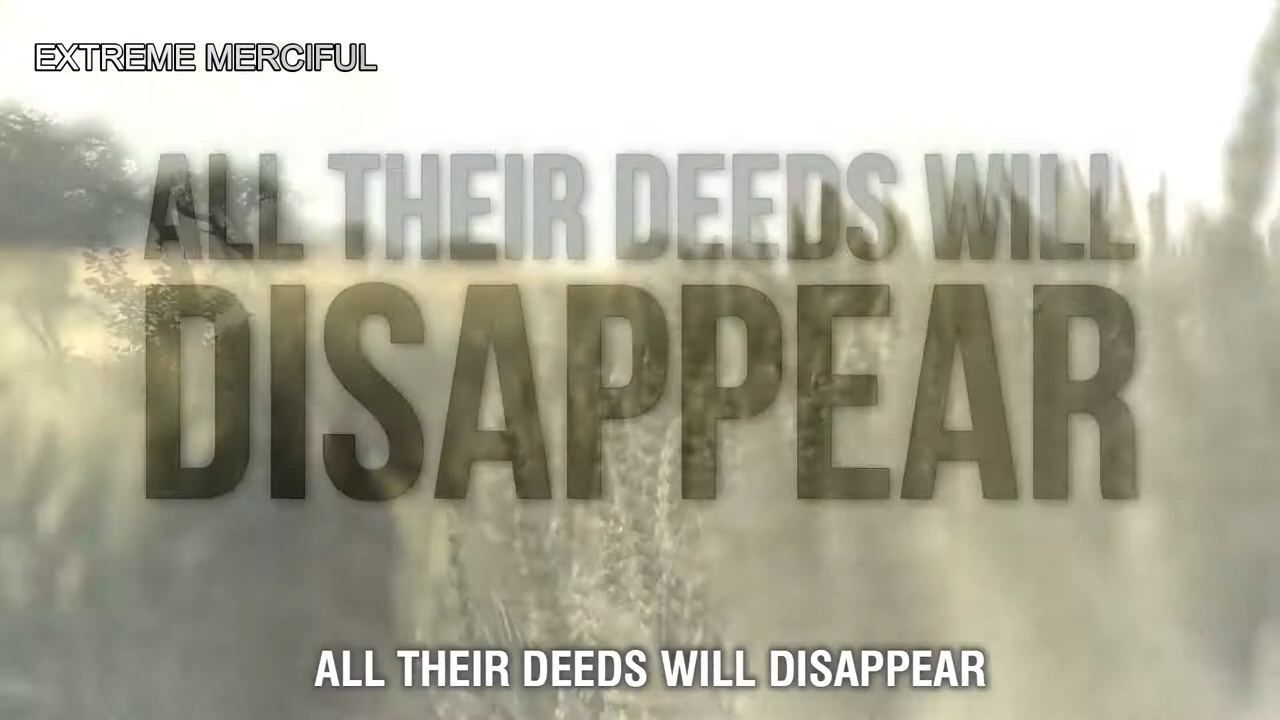 EXTREME MERCIFUL
ALL THEIR DEEDS WILL
DISAPPEAR
ALL THEIR DEEDS WILL DISAPPEAR